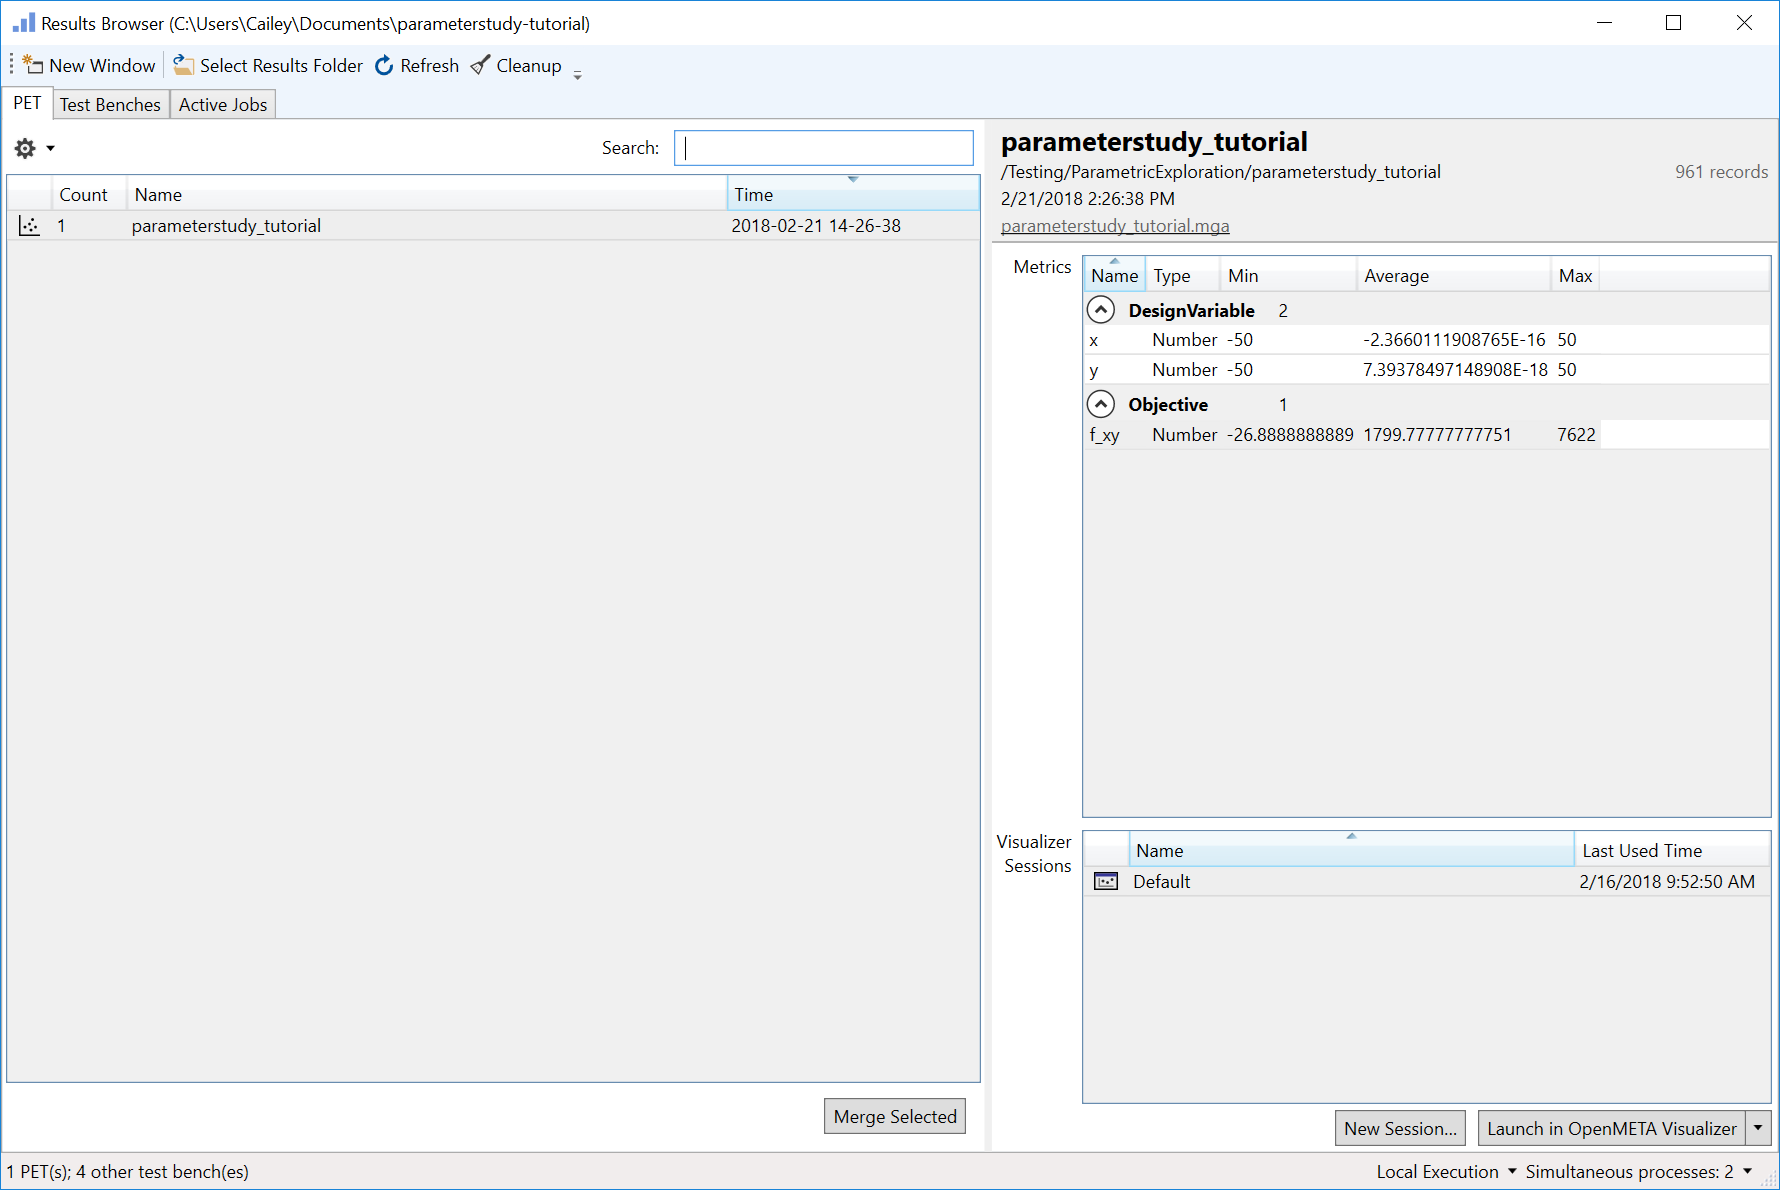 Results Browser (C:\Users\Cailey\Documents\parameterstudy-tutorial)
New Window Select Results Folder Refresh Cleanup
PET Test Benches Active Jobs
Search:
Count Name Time
1 parameterstudy_tutorial 2018-02-21 14-26-38
Merge Selected
parameterstudy_tutorial
/Testing/ParametricExploration/parameterstudy_tutorial 961 records
2/21/2018 2:26:38 PM
parameterstudy_tutorial.mga
Metrics
Name Type Min Average Max
DesignVariable 2
x Number -50 -2.3660111908765E-16 50
y Number -50 7.39378497148908E-18 50
Objective 1
f_xy Number -26.8888888889 1799.77777777751 7622
Visualizer
Sessions
Name Last Used Time
Default 2/16/2018 9:52:50 AM
New Session... Launch in OpenMETA Visualizer
1 PET(s); 4 other test bench(es) Local Execution Simultaneous processes: 2